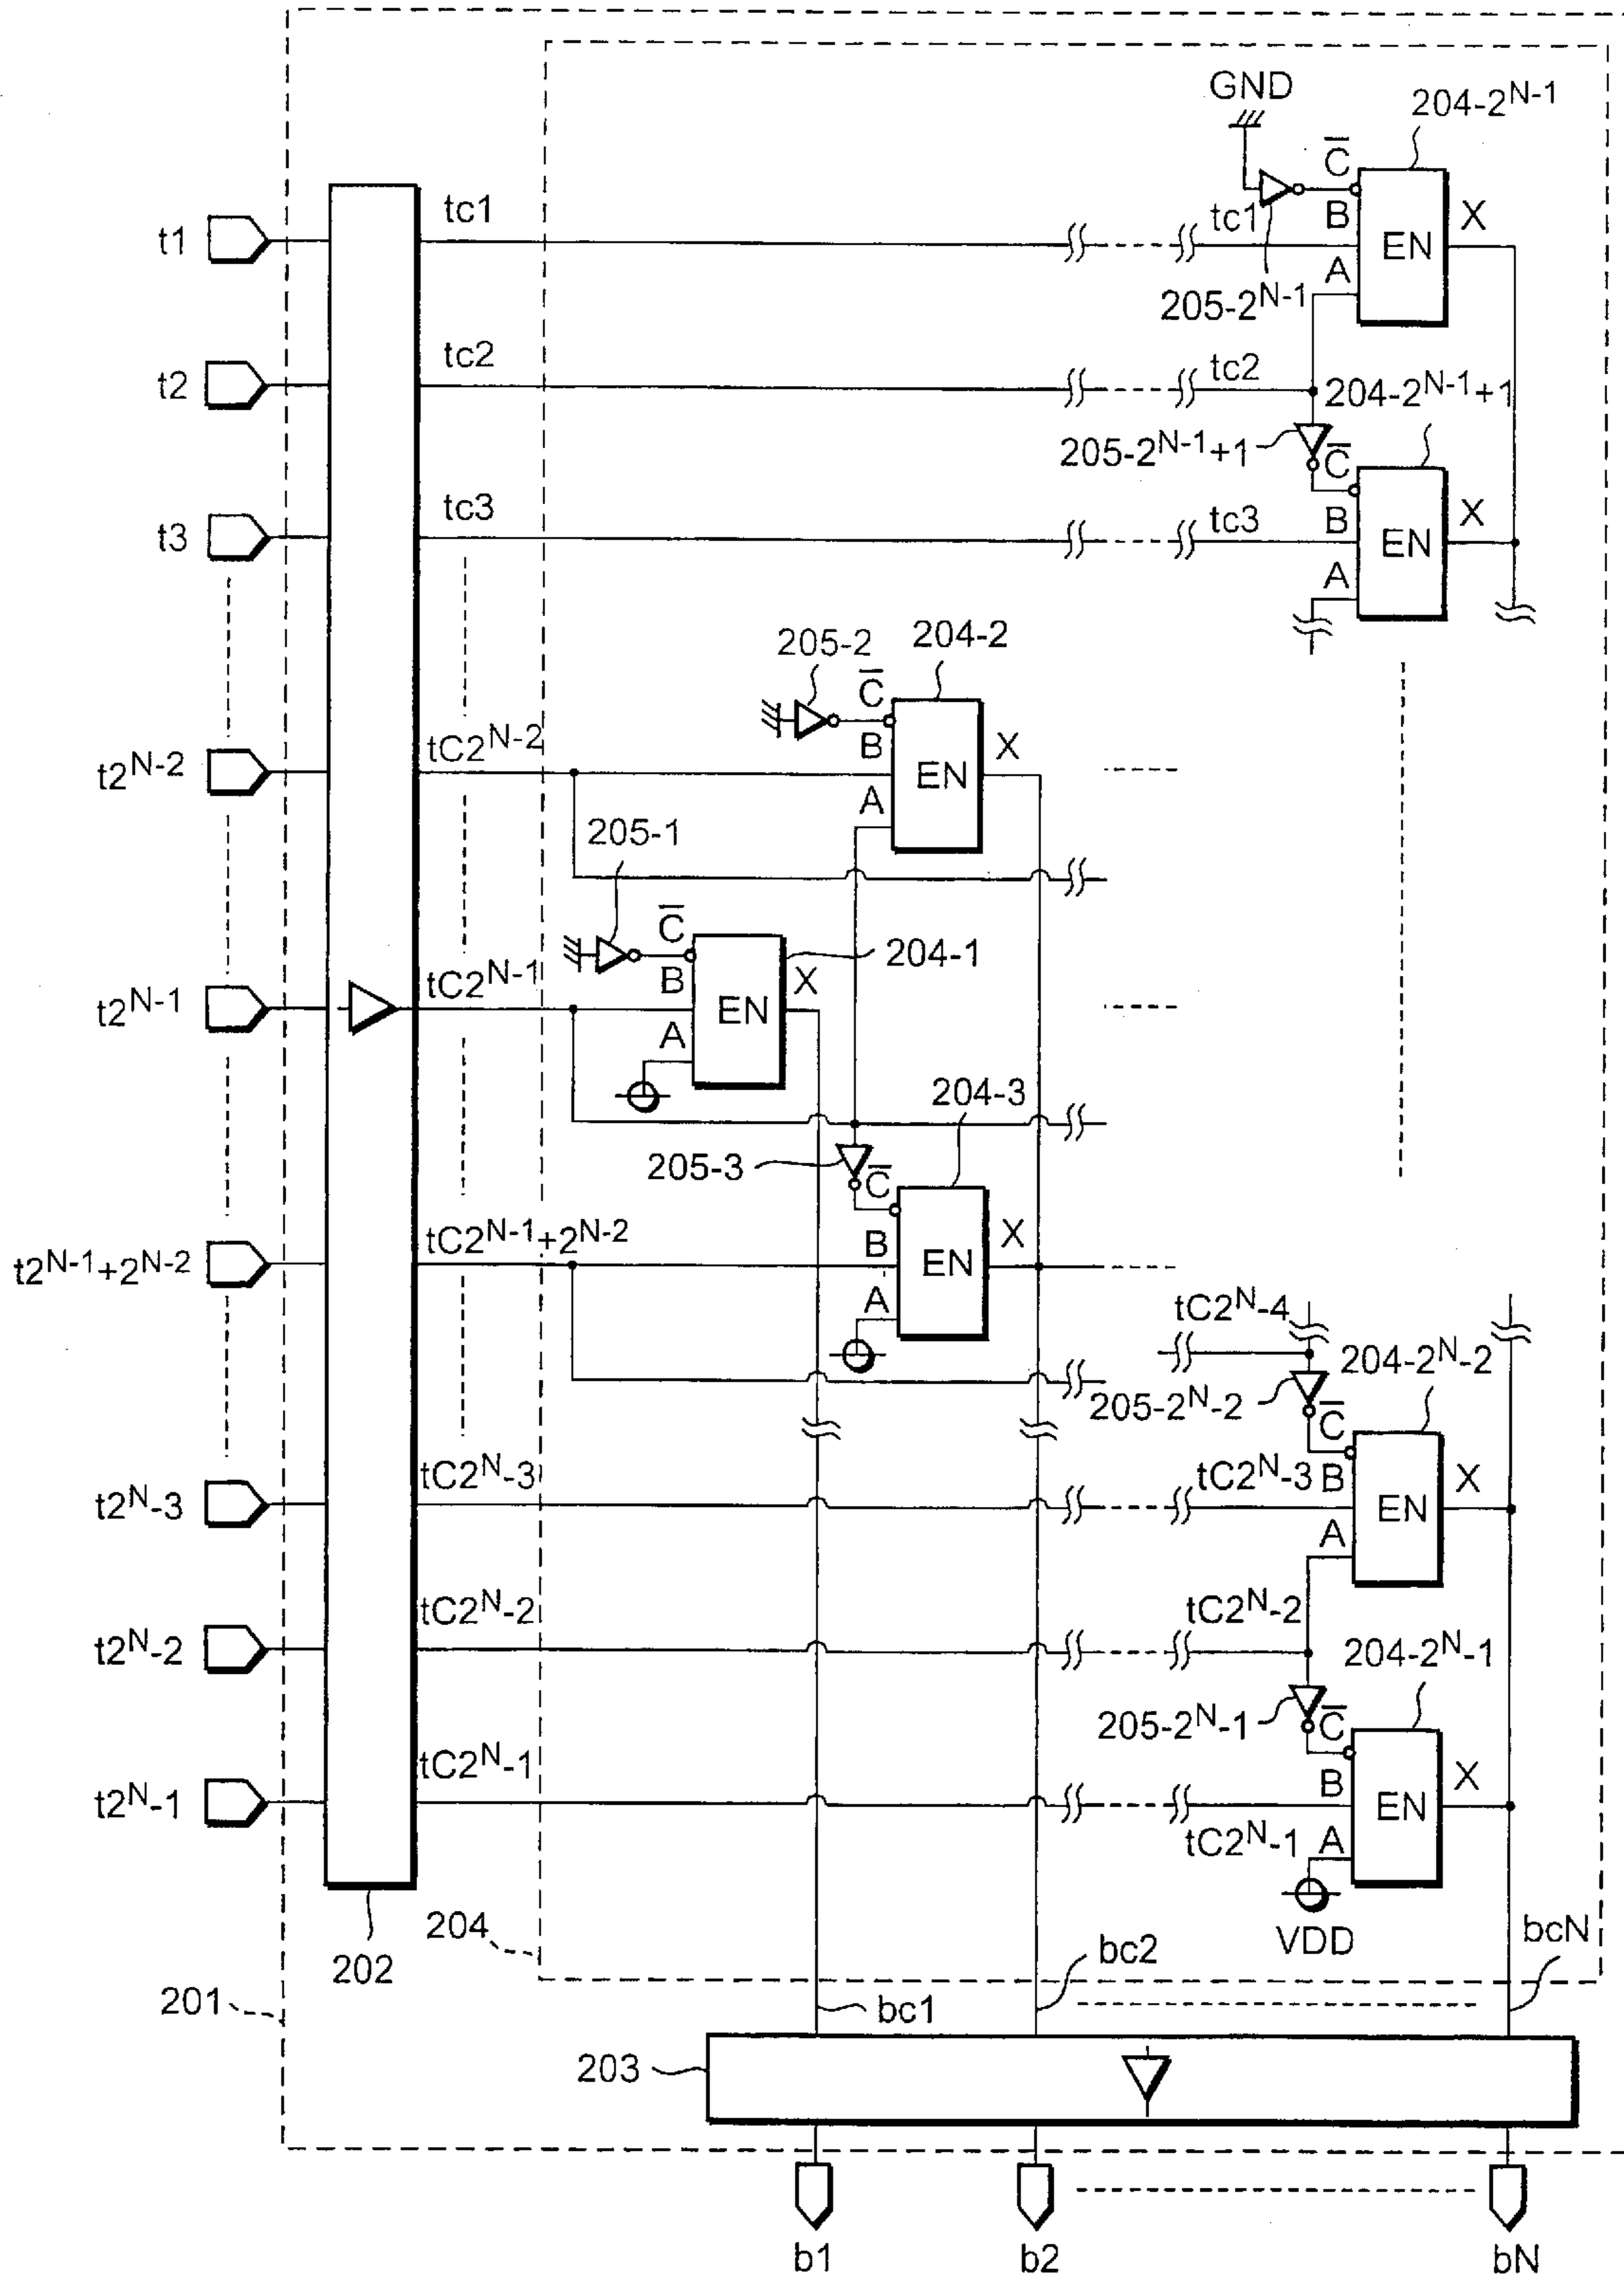 GND
204-2^N-1
C̅
t1
tc1
tc1
B
X
EN
A
205-2^N-1
t2
tc2
tc2
204-2^N-1+1
205-2^N-1+1
C̅
t3
tc3
tc3
B
X
EN
A
205-2
204-2
C̅
t2^N-2
tC2^N-2
B
X
EN
A
205-1
C̅
204-1
t2^N-1
tC2^N-1
B
X
EN
A
204-3
205-3
C̅
t2^N-1+2^N-2
tC2^N-1+2^N-2
B
X
EN
A
tC2^N-4
204-2^N-2
205-2^N-2
C̅
t2^N-3
tC2^N-3
tC2^N-3
B
X
EN
A
t2^N-2
tC2^N-2
tC2^N-2
204-2^N-1
205-2^N-1
C̅
t2^N-1
tC2^N-1
B
X
EN
tC2^N-1
A
VDD
202
204
201
bc1
bc2
bcN
203
b1
b2
bN